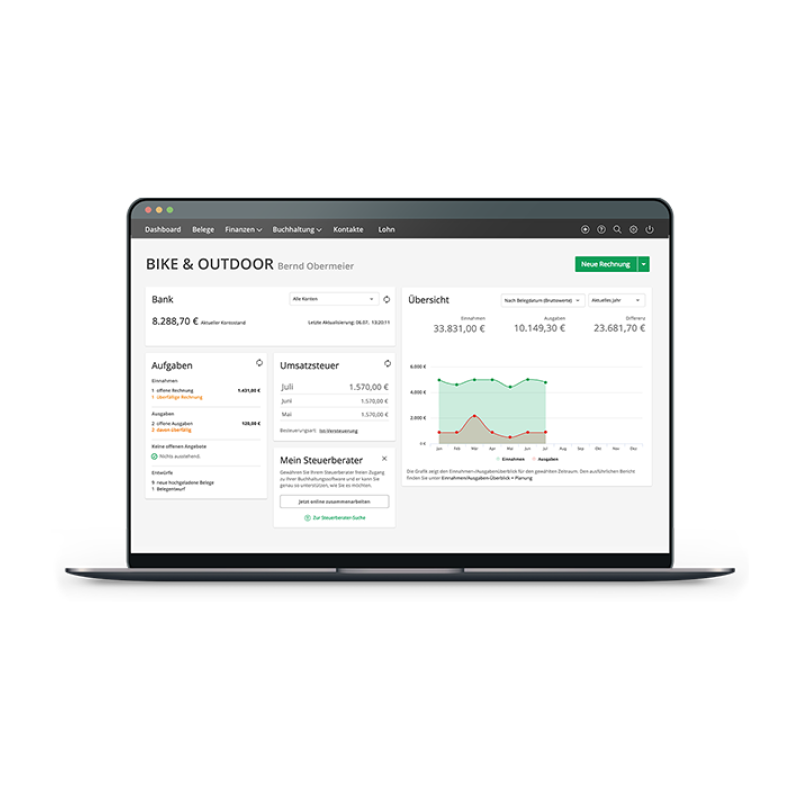 Dashboard Belege Finanzen Buchhaltung Kontakte Lohn
BIKE & OUTDOOR Bernd Obermeier
Neue Rechnung
Bank
Alle Konten
8.288,70 € Aktueller Kontostand
Letzte Aktualisierung: 06.07. 13:20:11
Aufgaben
Einnahmen
1 offene Rechnung 1.431,00 €
1 überfällige Rechnung
Ausgaben
2 offene Ausgaben 120,00 €
2 davon überfällig
Keine offenen Angebote
Nichts ausstehend.
Entwürfe
5 neue hochgeladene Belege
1 Belegentwurf
Umsatzsteuer
Juli 1.570,00 €
Juni 1.570,00 €
Mai 1.570,00 €
Besteuerungsart: Ist-Versteuerung
Mein Steuerberater
Gewähren Sie Ihrem Steuerberater freien Zugang
zu Ihrer Buchhaltungssoftware und er kann Sie
genau so unterstützen, wie Sie es möchten.
Jetzt online zusammenarbeiten
Zur Steuerberater-Suche
Übersicht
Nach Belegdatum (Bruttowerte)
Aktuelles Jahr
Einnahmen Ausgaben Differenz
33.831,00 € 10.149,30 € 23.681,70 €
6.000 €
4.000 €
2.000 €
0 €
Jan Feb Mar Apr Mai Jun Jul Aug Sep Okt Nov Dez
Einnahmen Ausgaben
Die Grafik zeigt den Einnahmen-/Ausgabenüberblick für den gewählten Zeitraum. Den ausführlichen Bericht
finden Sie unter Einnahmen/Ausgaben-Überblick + Planung